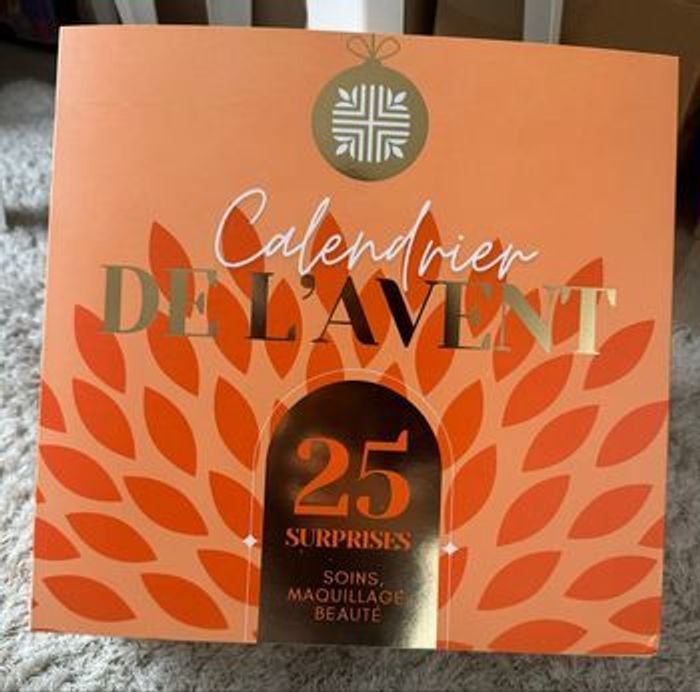 Calendrier
DE L'AVENT
25
SURPRISES
SOINS,
MAQUILLAGE,
BEAUTÉ